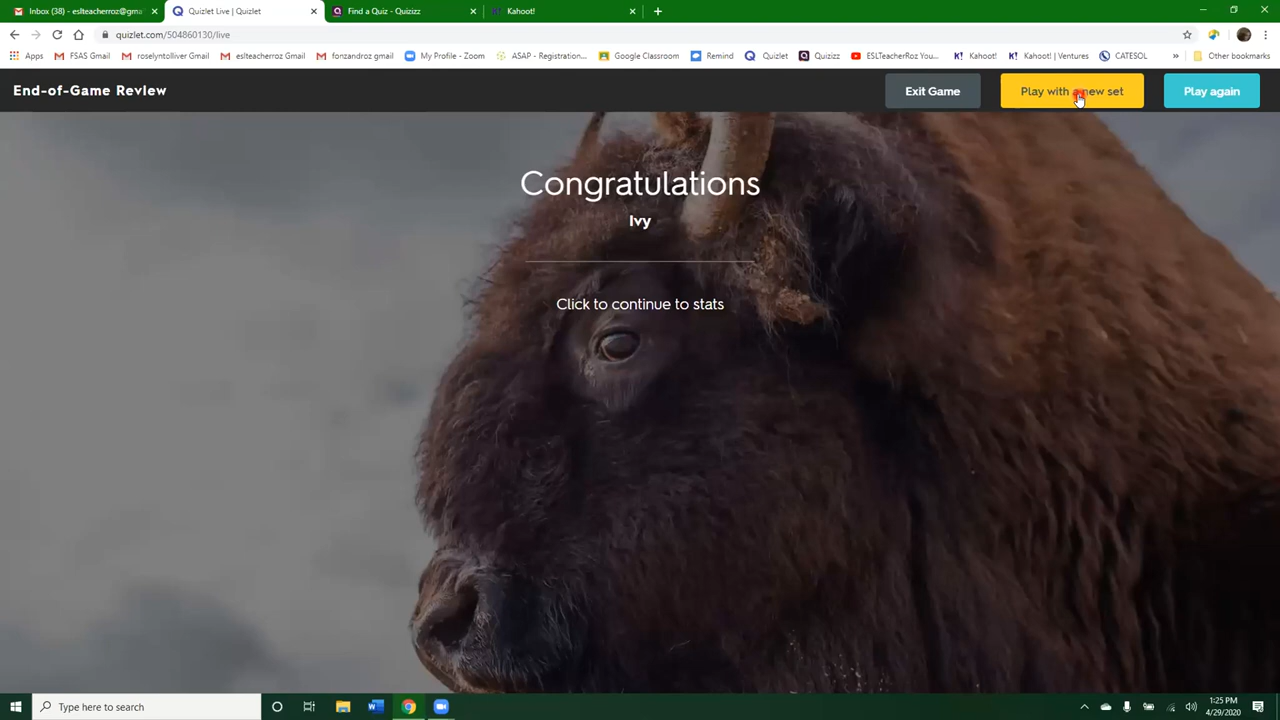 Inbox (38) - eslteacherroz@gma
Quizlet Live | Quizlet
Find a Quiz - Quizizz
Kahoot!
quizlet.com/504860130/live
Apps
FSAS Gmail
roselyntolliver Gmail
eslteacherroz Gmail
fonzandroz gmail
My Profile - Zoom
ASAP - Registration...
Google Classroom
Remind
Quizlet
Quizizz
ESLTeacherRoz You...
Kahoot!
Kahoot! | Ventures
CATESOL
»
Other bookmarks
End-of-Game Review
Exit Game
Play with a new set
Play again
Congratulations
Ivy
Click to continue to stats
Type here to search
1:25 PM
4/29/2020